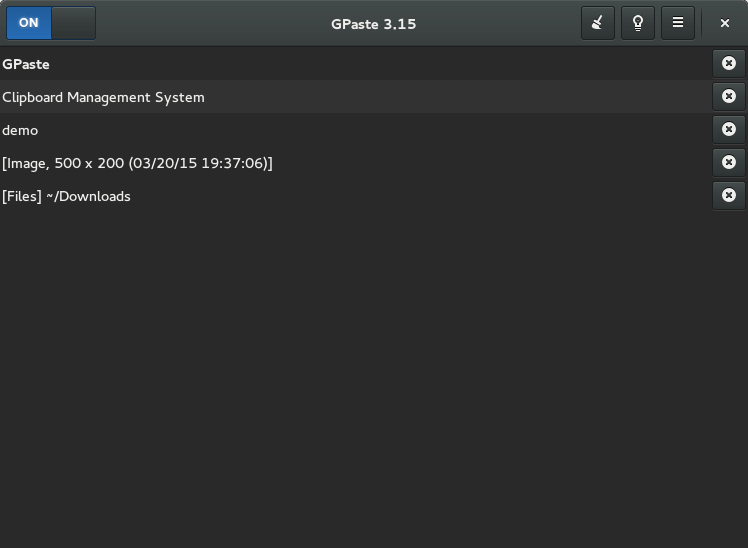 ON
GPaste 3.15
GPaste
Clipboard Management System
demo
[Image, 500 x 200 (03/20/15 19:37:06)]
[Files] ~/Downloads